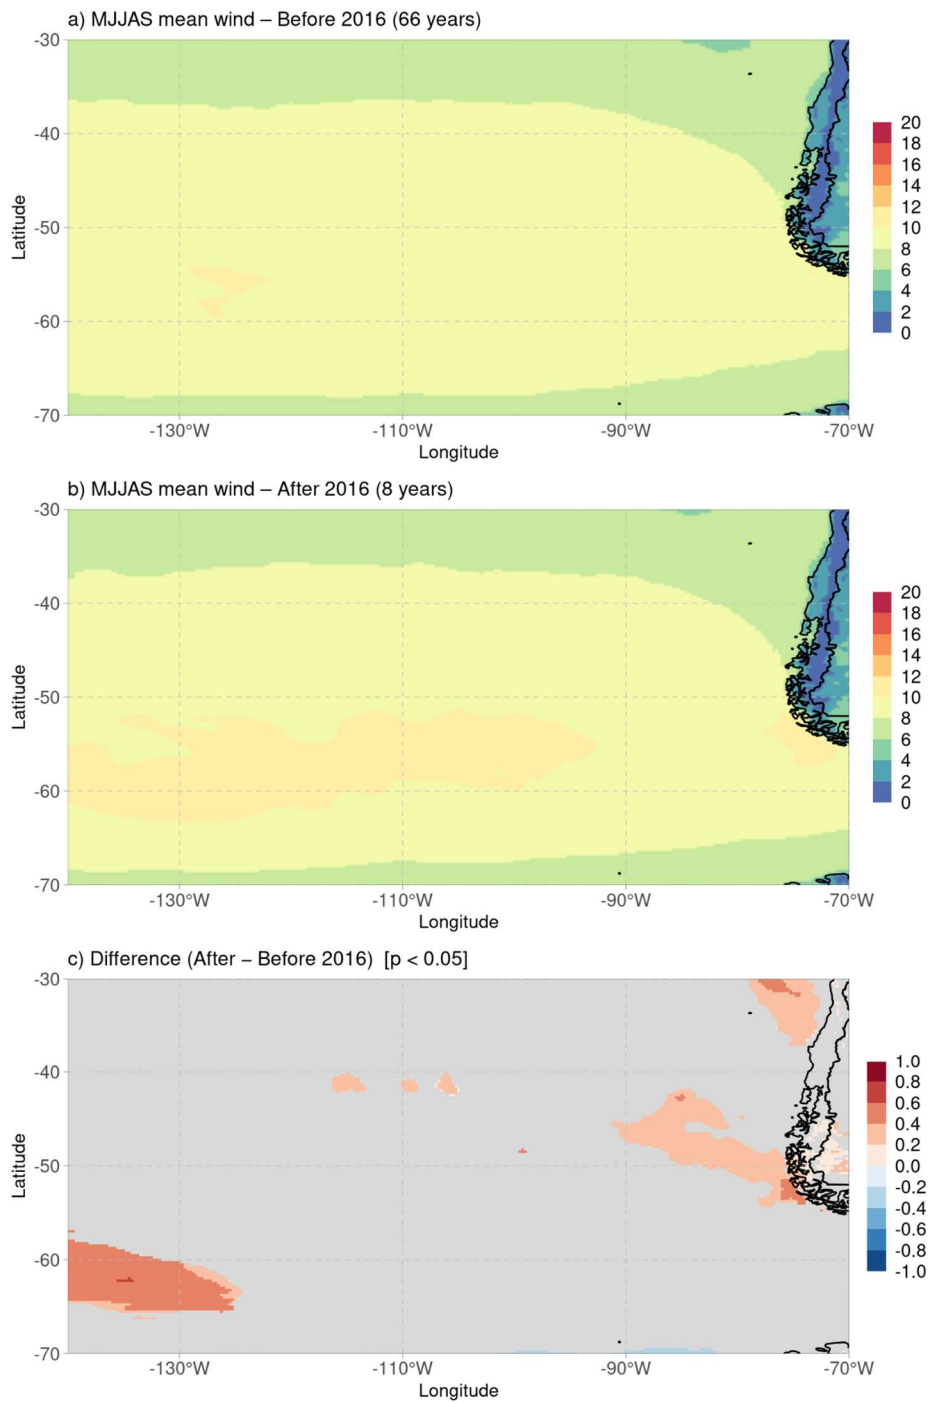 a) MJJAS mean wind – Before 2016 (66 years)
-30
-40
-50
-60
-70
Latitude
-130°W
-110°W
-90°W
-70°W
Longitude
20
18
16
14
12
10
8
6
4
2
0
b) MJJAS mean wind – After 2016 (8 years)
-30
-40
-50
-60
-70
Latitude
-130°W
-110°W
-90°W
-70°W
Longitude
20
18
16
14
12
10
8
6
4
2
0
c) Difference (After – Before 2016) [p < 0.05]
-30
-40
-50
-60
-70
Latitude
-130°W
-110°W
-90°W
-70°W
Longitude
1.0
0.8
0.6
0.4
0.2
0.0
-0.2
-0.4
-0.6
-0.8
-1.0